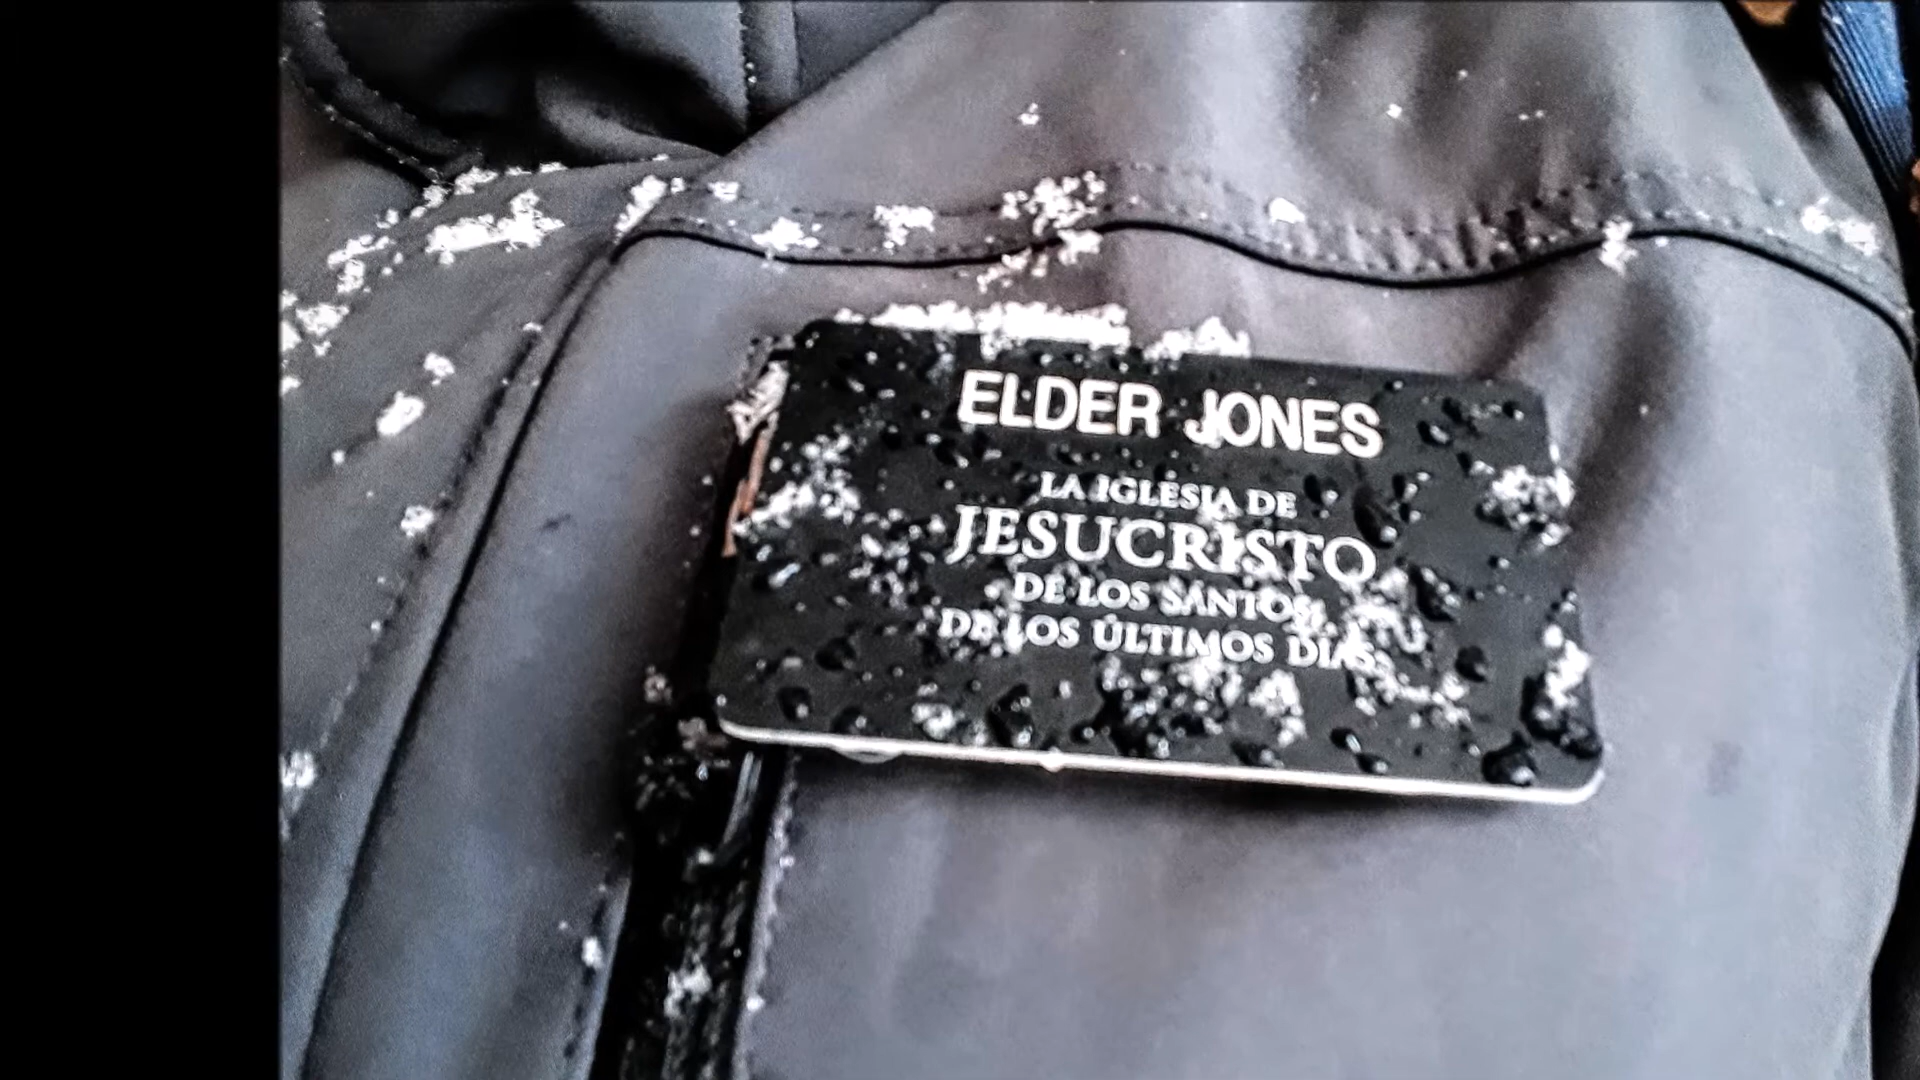 ELDER JONES
LA IGLESIA DE
JESUCRISTO
DE LOS SANTOS
DE LOS ÚLTIMOS DÍAS